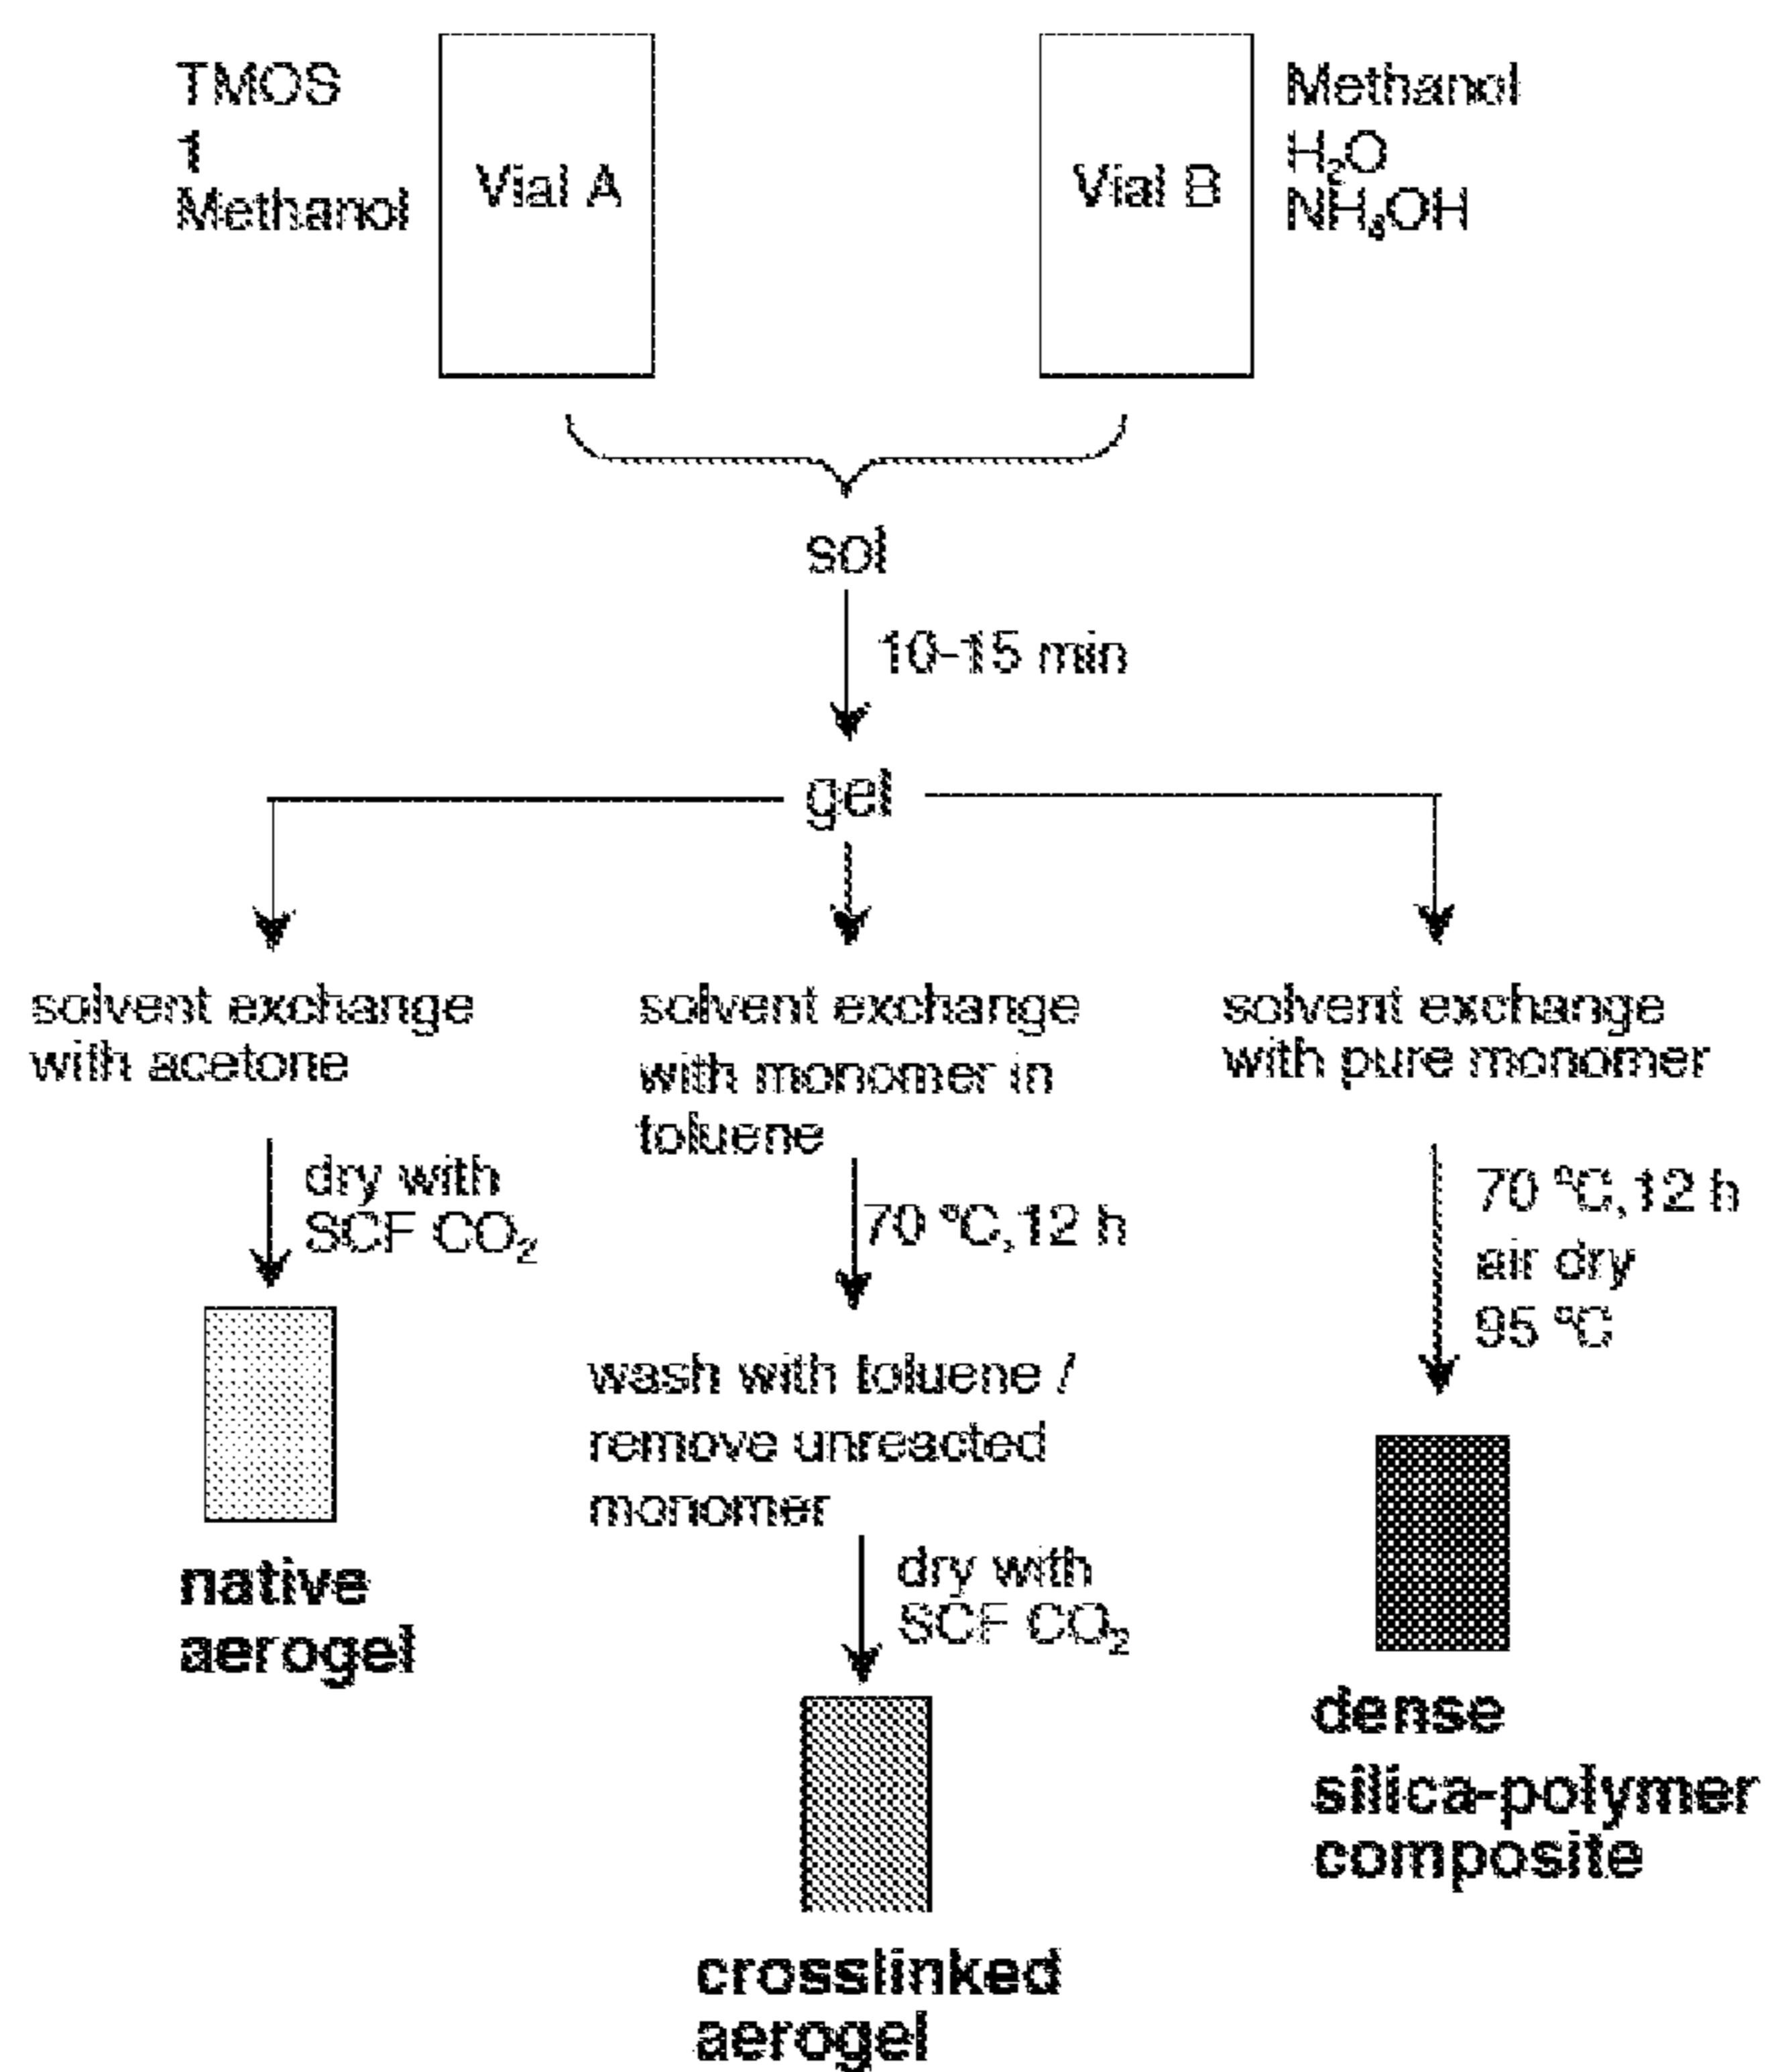 TMOS
1
Methanol
Vial A
Vial B
Methanol
H₂O
NH₄OH
sol
10-15 min
gel
solvent exchange
with acetone
dry with
SCF CO₂
native
aerogel
solvent exchange
with monomer in
toluene
70 ºC,12 h
wash with toluene /
remove unreacted
monomer
dry with
SCF CO₂
crosslinked
aerogel
solvent exchange
with pure monomer
70 ºC,12 h
air dry
95 ºC
dense
silica-polymer
composite